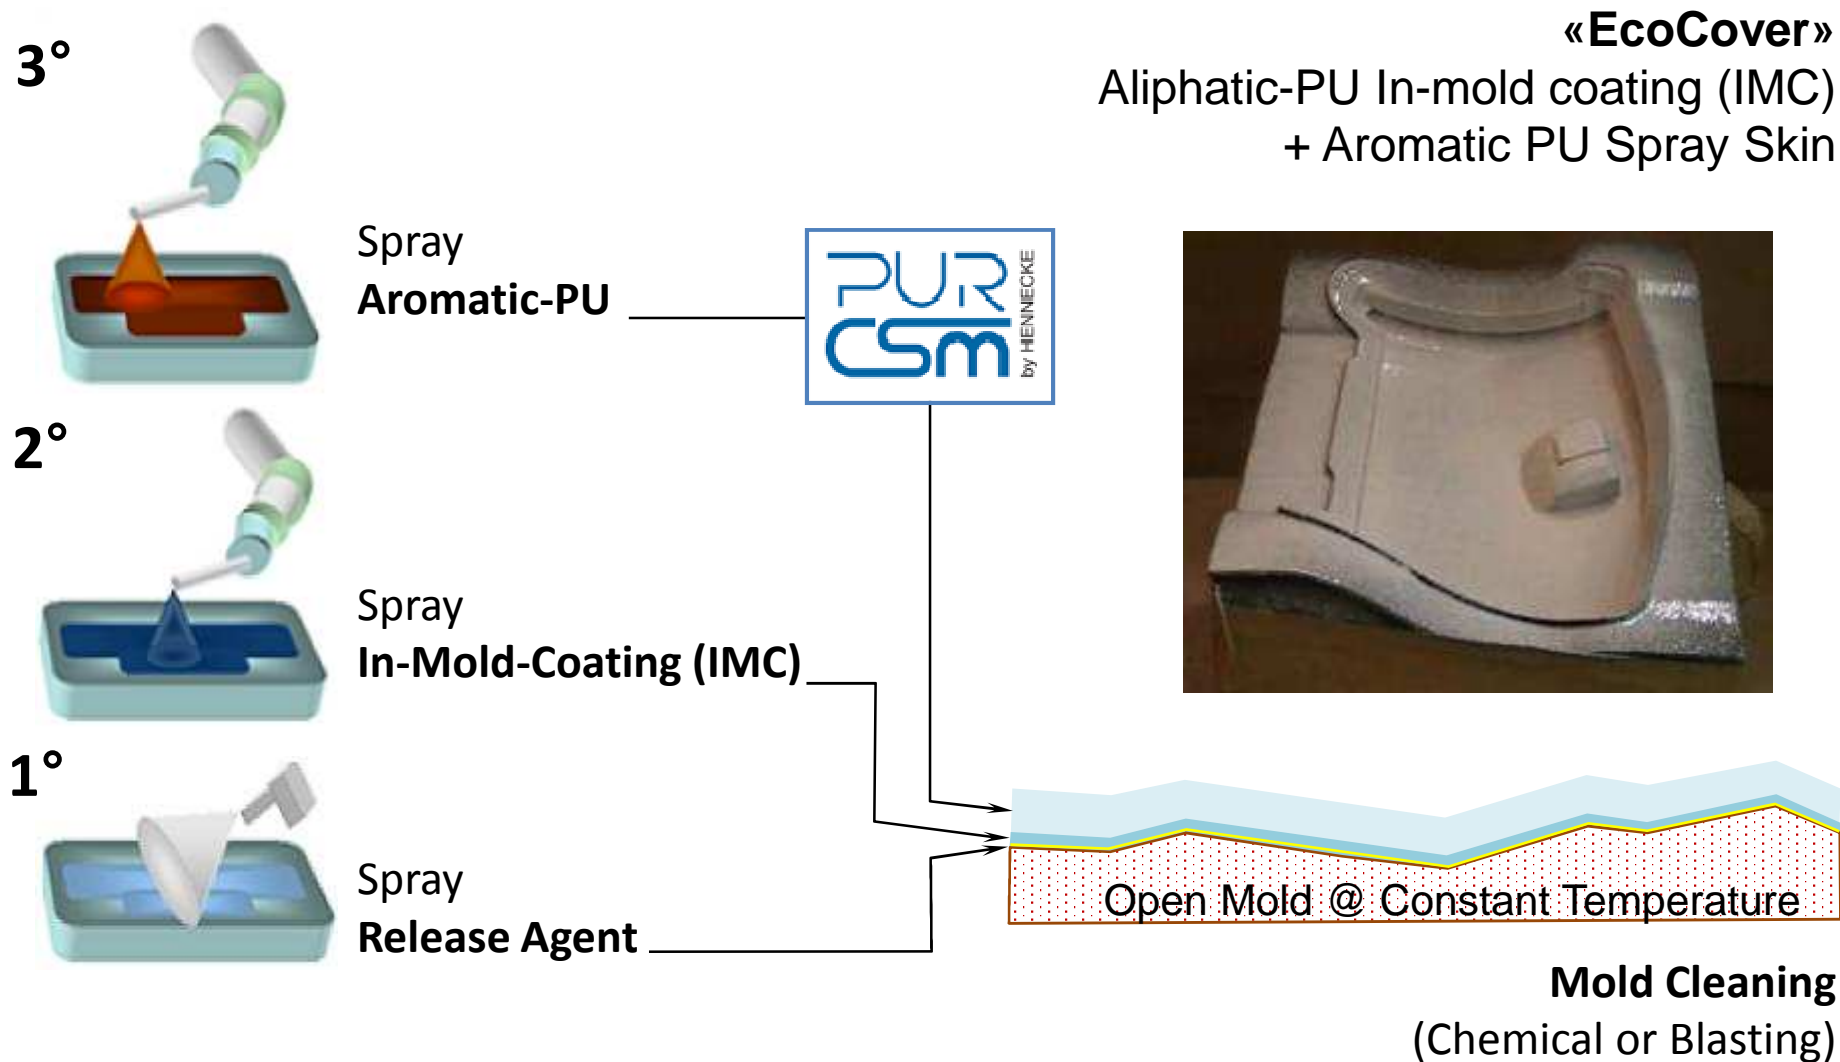 3°
«EcoCover»
Aliphatic-PU In-mold coating (IMC)
+ Aromatic PU Spray Skin
Spray
Aromatic-PU
PUR
CSM
by HENNECKE
2°
Spray
In-Mold-Coating (IMC)
1°
Spray
Release Agent
Open Mold @ Constant Temperature
Mold Cleaning
(Chemical or Blasting)